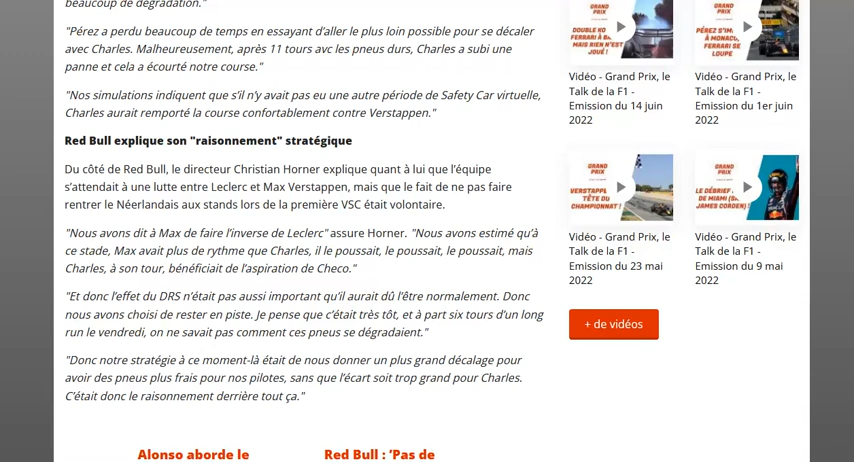 beaucoup de dégradation."
"Pérez a perdu beaucoup de temps en essayant d’aller le plus loin possible pour se décaler
avec Charles. Malheureusement, après 11 tours avc les pneus durs, Charles a subi une
panne et cela a écourté notre course."
"Nos simulations indiquent que s’il n’y avait pas eu une autre période de Safety Car virtuelle,
Charles aurait remporté la course confortablement contre Verstappen."
Red Bull explique son "raisonnement" stratégique
Du côté de Red Bull, le directeur Christian Horner explique quant à lui que l’équipe
s’attendait à une lutte entre Leclerc et Max Verstappen, mais que le fait de ne pas faire
rentrer le Néerlandais aux stands lors de la première VSC était volontaire.
"Nous avons dit à Max de faire l’inverse de Leclerc" assure Horner. "Nous avons estimé qu’à
ce stade, Max avait plus de rythme que Charles, il le poussait, le poussait, le poussait, mais
Charles, à son tour, bénéficiait de l’aspiration de Checo."
"Et donc l’effet du DRS n’était pas aussi important qu’il aurait dû l’être normalement. Donc
nous avons choisi de rester en piste. Je pense que c’était très tôt, et à part six tours d’un long
run le vendredi, on ne savait pas comment ces pneus se dégradaient."
"Donc notre stratégie à ce moment-là était de nous donner un plus grand décalage pour
avoir des pneus plus frais pour nos pilotes, sans que l’écart soit trop grand pour Charles.
C’était donc le raisonnement derrière tout ça."
Alonso aborde le
Red Bull : ’Pas de
GRAND
PRIX
DOUBLE KO
FERRARI À BA
MAIS RIEN N’EST
JOUÉ !
Vidéo - Grand Prix, le
Talk de la F1 -
Emission du 14 juin
2022
GRAND
PRIX
PÉREZ S’IM
À MONACO,
FERRARI SE
LOUPE
Vidéo - Grand Prix, le
Talk de la F1 -
Emission du 1er juin
2022
GRAND
PRIX
VERSTAPPE
TÊTE DU
CHAMPIONNAT !
Vidéo - Grand Prix, le
Talk de la F1 -
Emission du 23 mai
2022
GRAND
PRIX
LE DÉBRIEF
DE MIAMI (SA
JAMES CORDEN) !
Vidéo - Grand Prix, le
Talk de la F1 -
Emission du 9 mai
2022
+ de vidéos